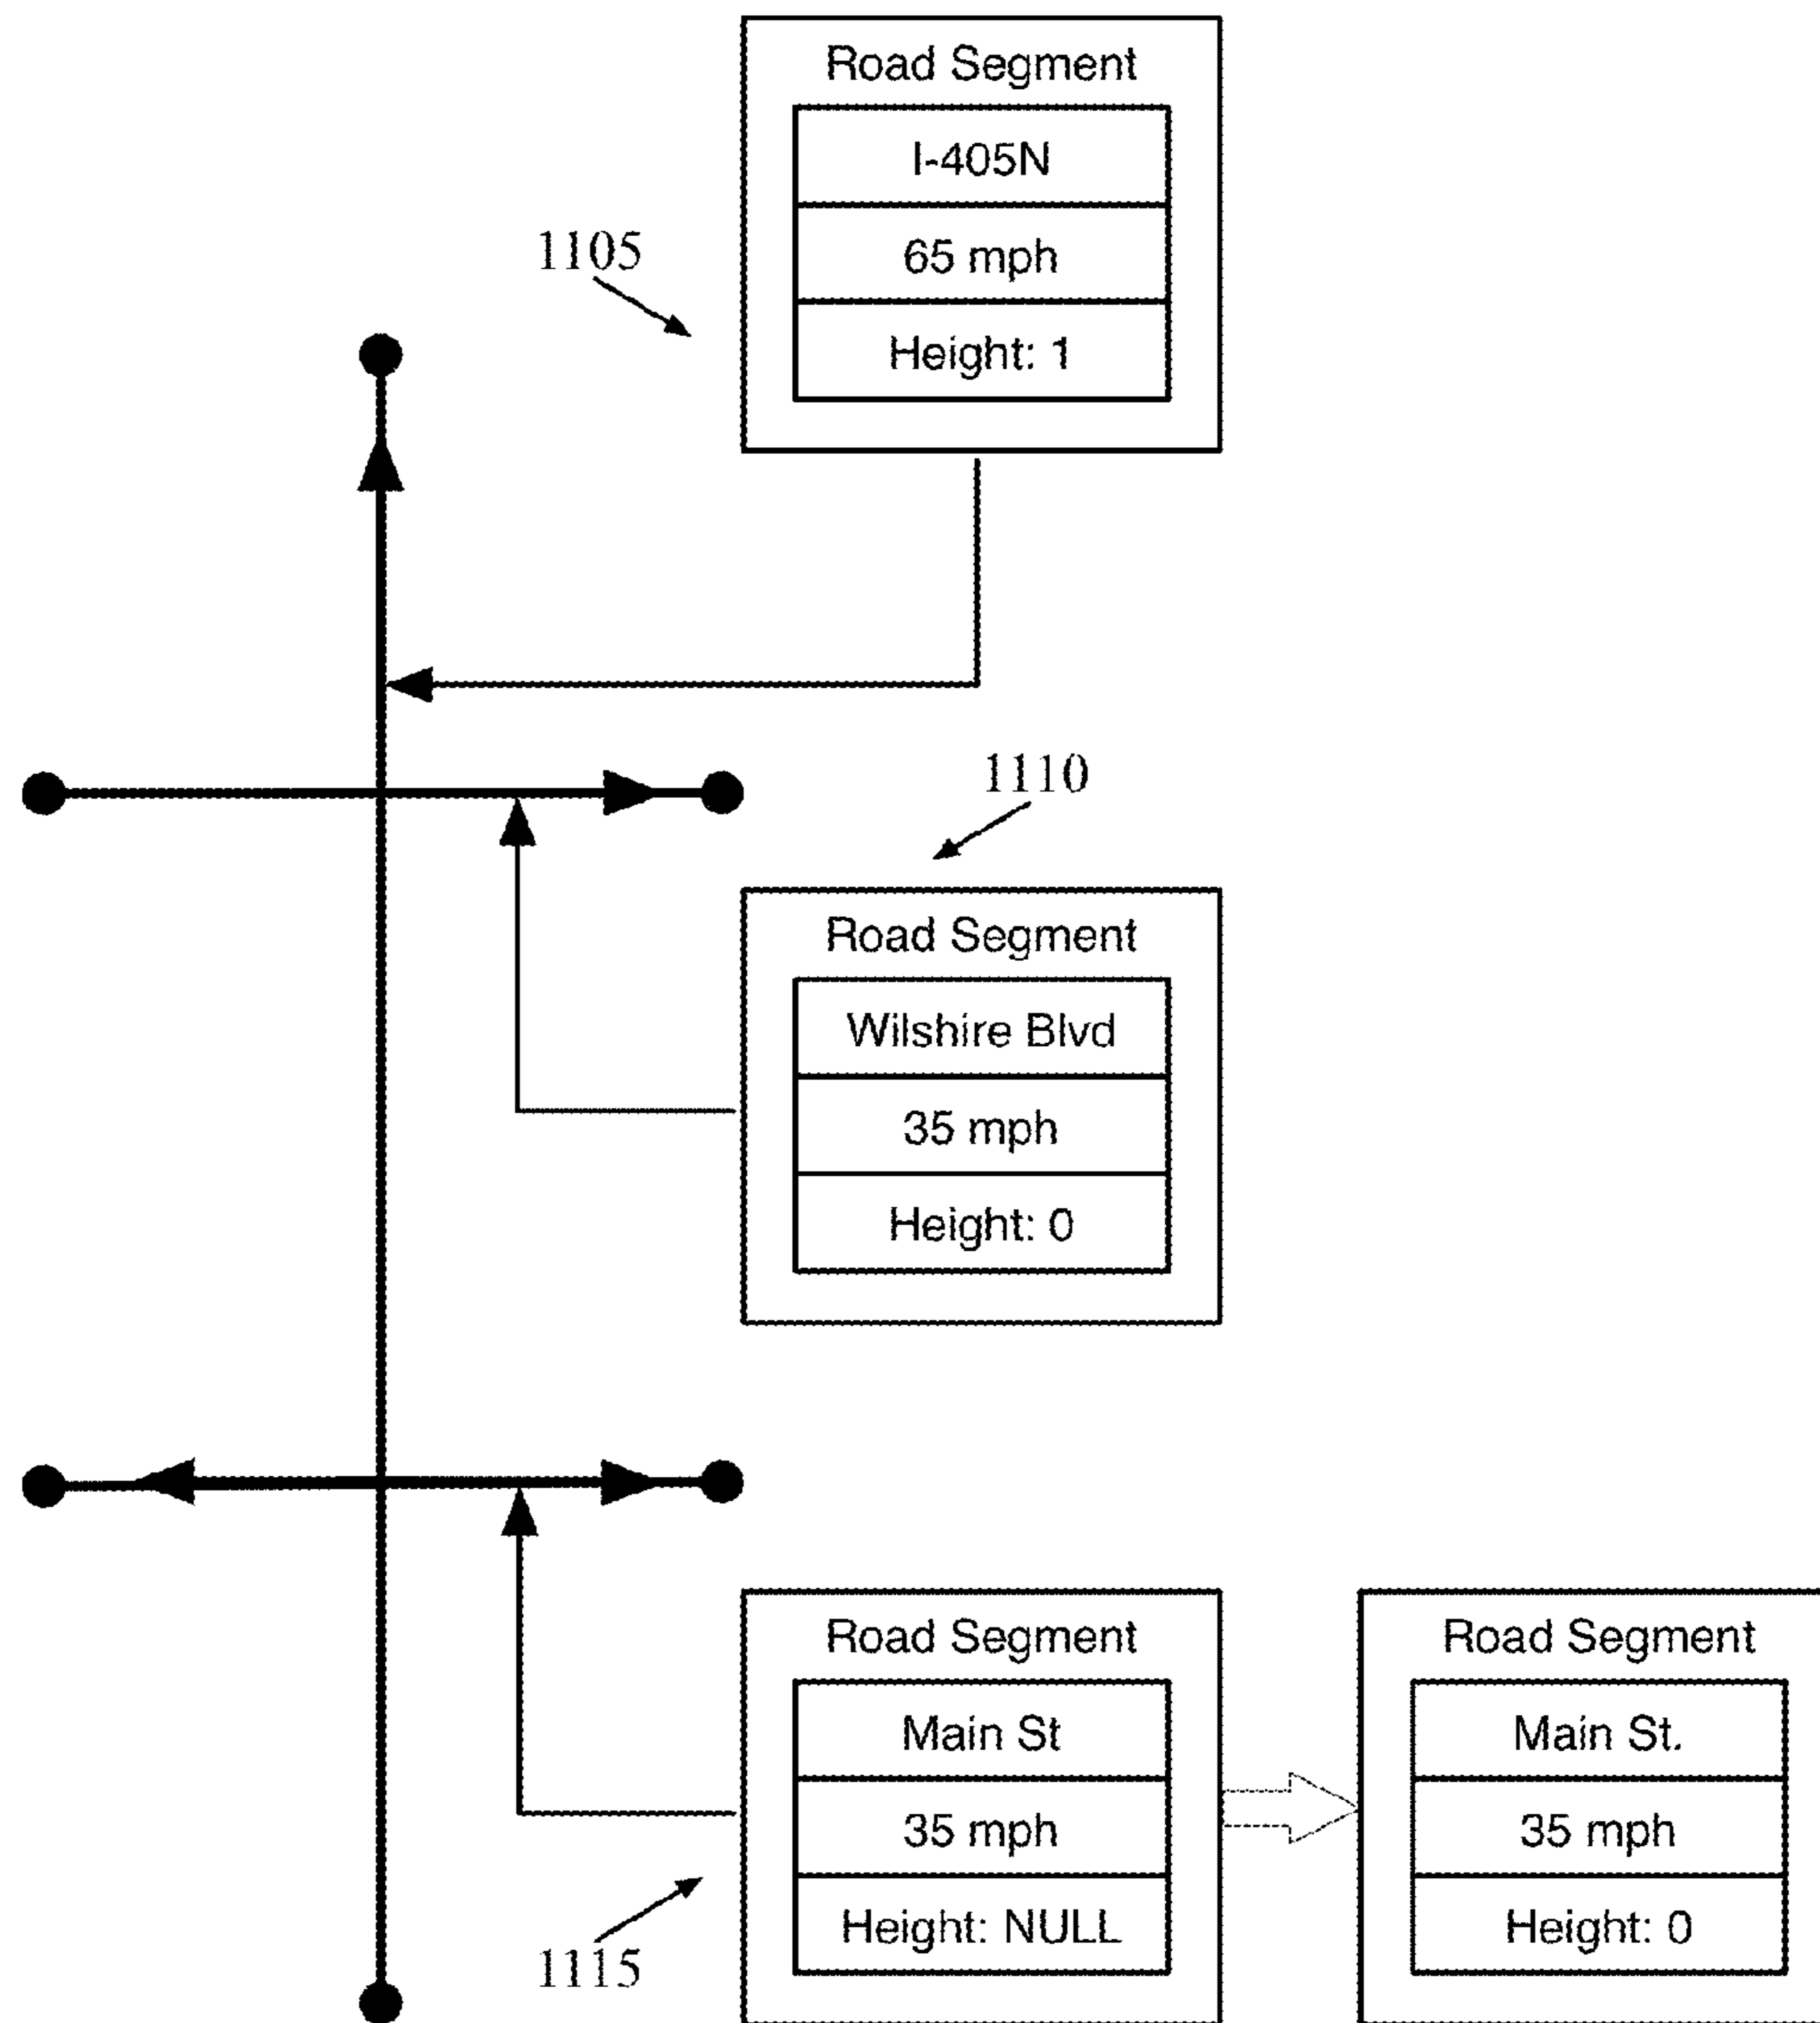 Road Segment
I-405N
65 mph
Height: 1
1105
1110
Road Segment
Wilshire Blvd
35 mph
Height: 0
Road Segment
Main St
35 mph
Height: NULL
1115
Road Segment
Main St.
35 mph
Height: 0